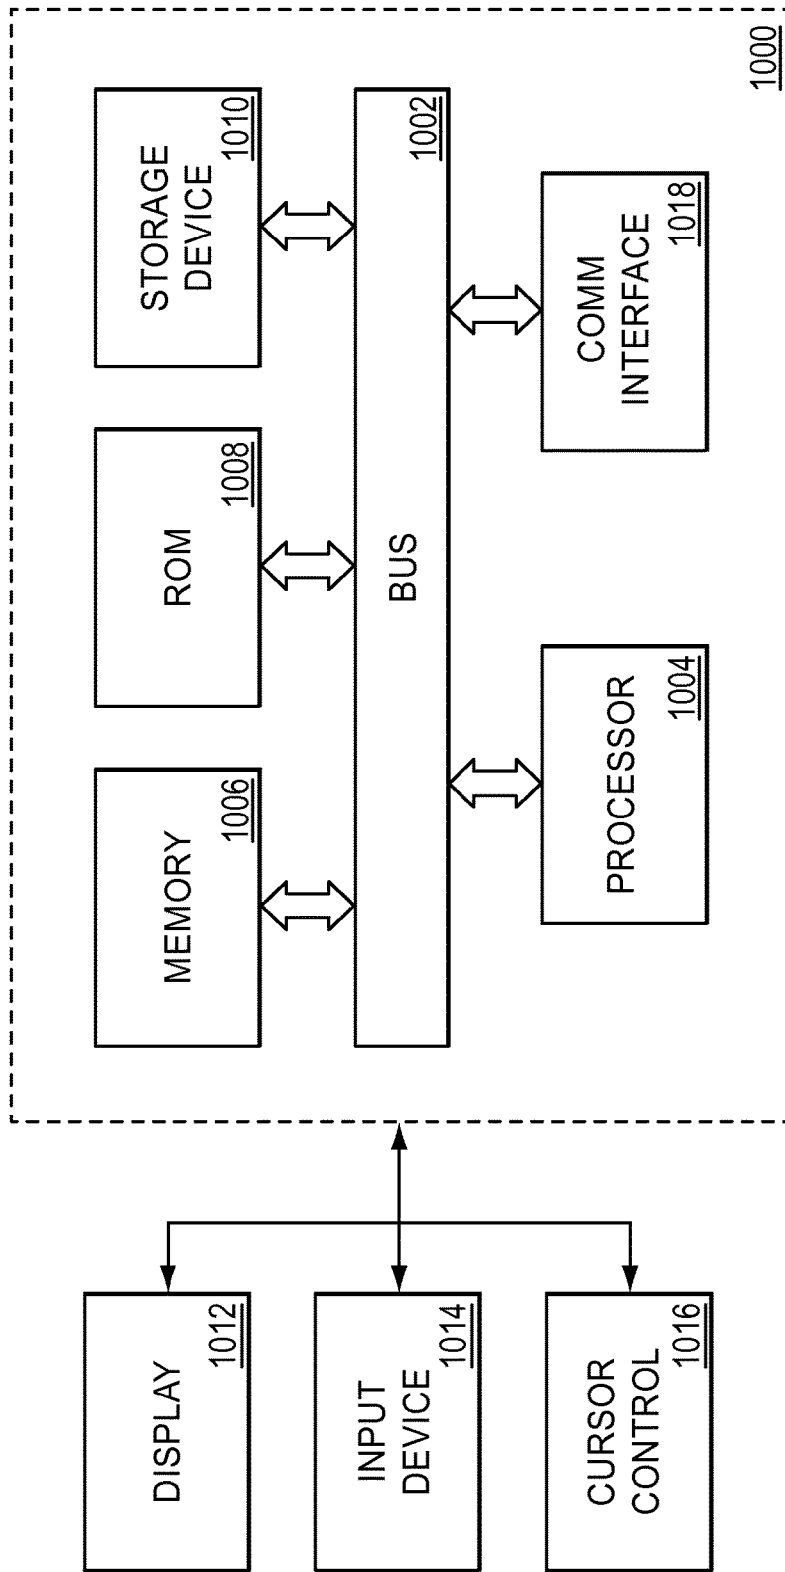 DISPLAY
1012
INPUT
DEVICE
1014
CURSOR
CONTROL
1016
MEMORY
1006
ROM
1008
STORAGE
DEVICE
1010
BUS
1002
PROCESSOR
1004
COMM
INTERFACE
1018
1000